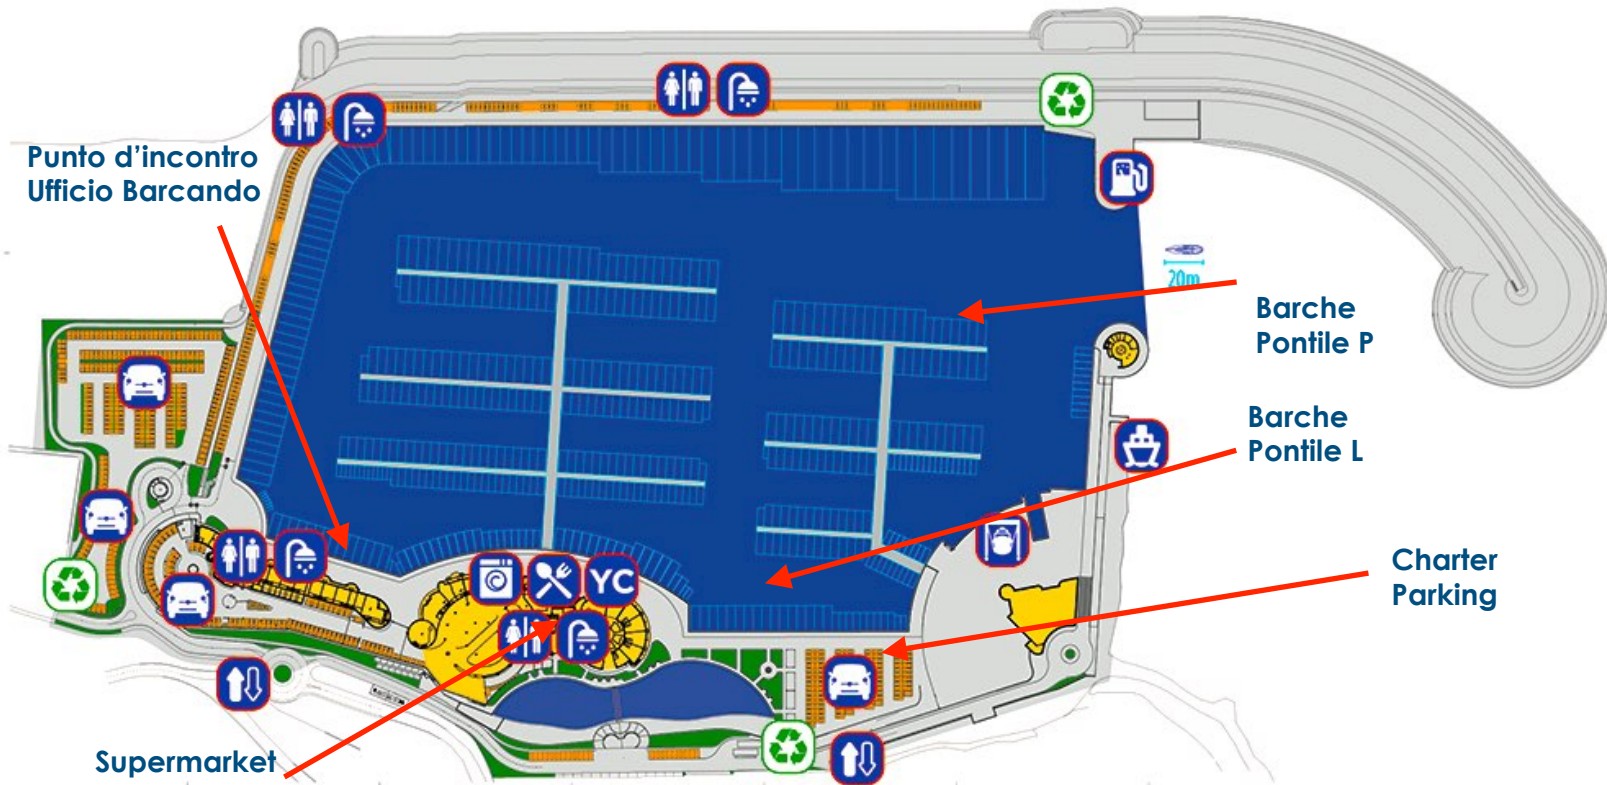 Punto d'incontro
Ufficio Barcando
20m
Barche
Pontile P
Barche
Pontile L
YC
Charter
Parking
Supermarket